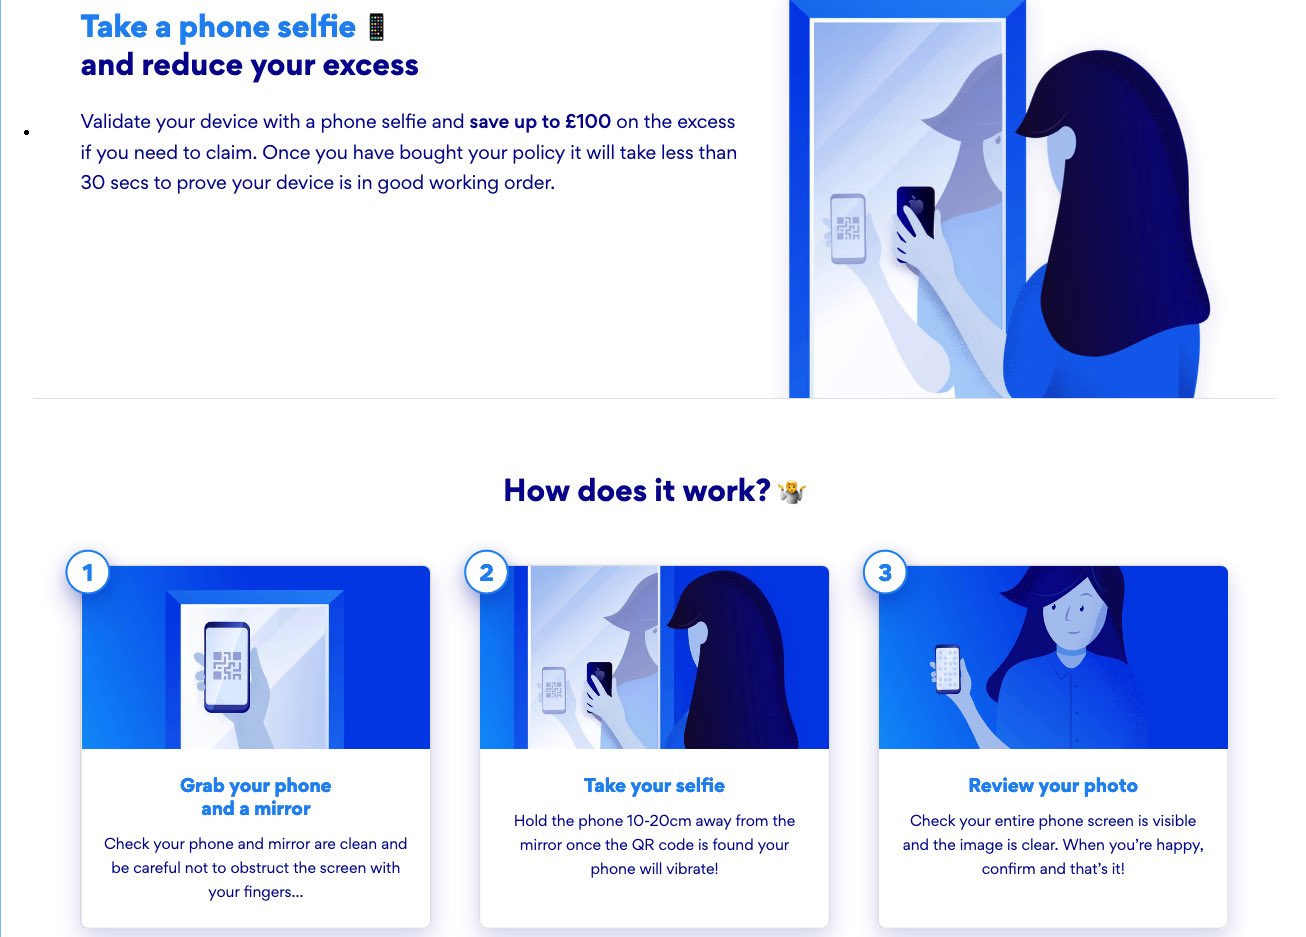 Take a phone selfie 📱
and reduce your excess
Validate your device with a phone selfie and save up to £100 on the excess
if you need to claim. Once you have bought your policy it will take less than
30 secs to prove your device is in good working order.
How does it work? 🤷
1
Grab your phone
and a mirror
Check your phone and mirror are clean and
be careful not to obstruct the screen with
your fingers...
2
Take your selfie
Hold the phone 10-20cm away from the
mirror once the QR code is found your
phone will vibrate!
3
Review your photo
Check your entire phone screen is visible
and the image is clear. When you’re happy,
confirm and that’s it!